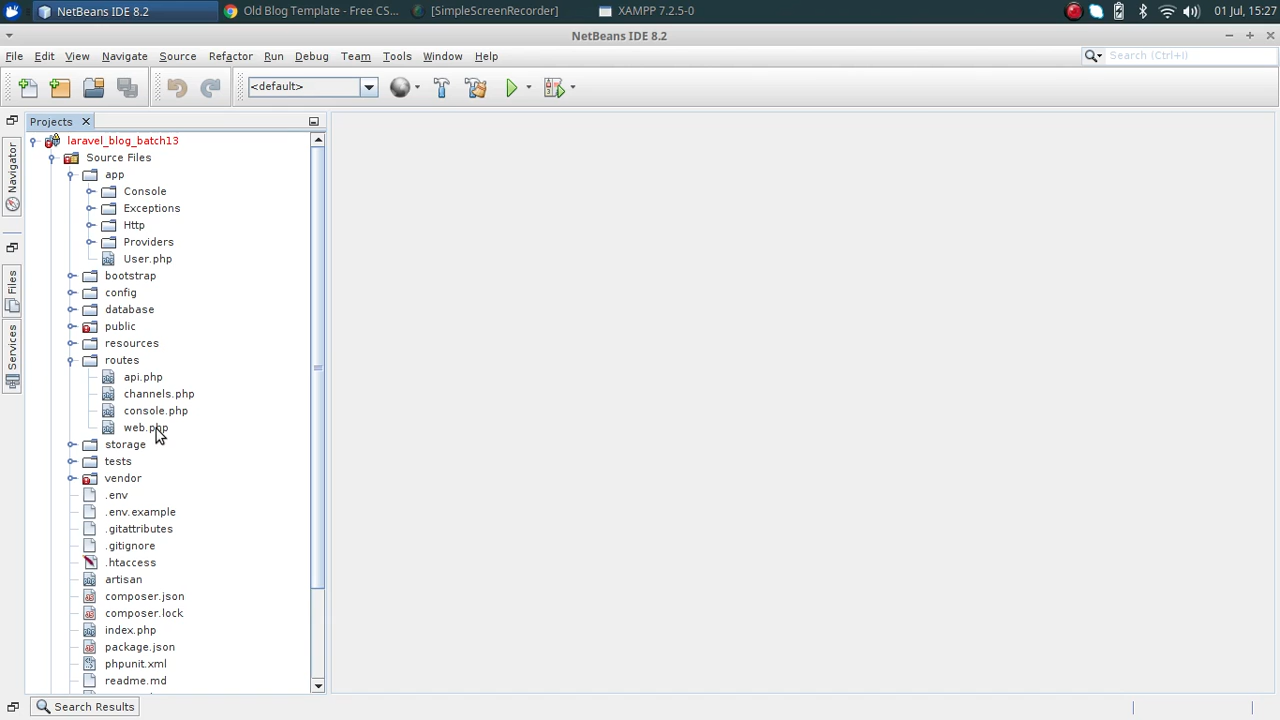 NetBeans IDE 8.2
Old Blog Template - Free CS...
[SimpleScreenRecorder]
XAMPP 7.2.5-0
01 Jul, 15:27
NetBeans IDE 8.2
File Edit View Navigate Source Refactor Run Debug Team Tools Window Help
Search (Ctrl+I)
<default>
Projects
Navigator
Files
Services
laravel_blog_batch13
Source Files
app
Console
Exceptions
Http
Providers
User.php
bootstrap
config
database
public
resources
routes
api.php
channels.php
console.php
web.php
storage
tests
vendor
.env
.env.example
.gitattributes
.gitignore
.htaccess
artisan
composer.json
composer.lock
index.php
package.json
phpunit.xml
readme.md
Search Results